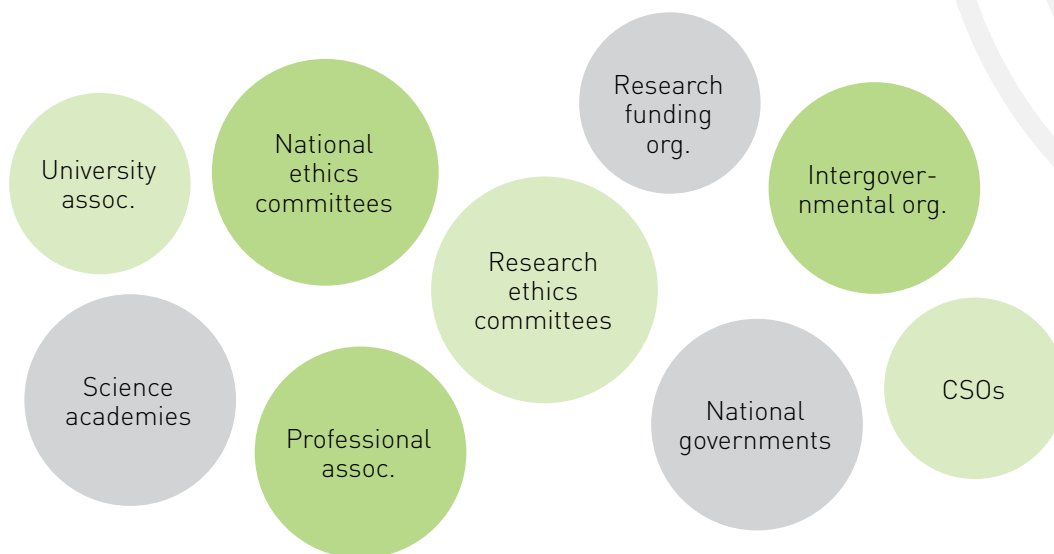 University
assoc.
National
ethics
committees
Research
funding
org.
Intergover-
nmental org.
Research
ethics
committees
Science
academies
Professional
assoc.
National
governments
CSOs